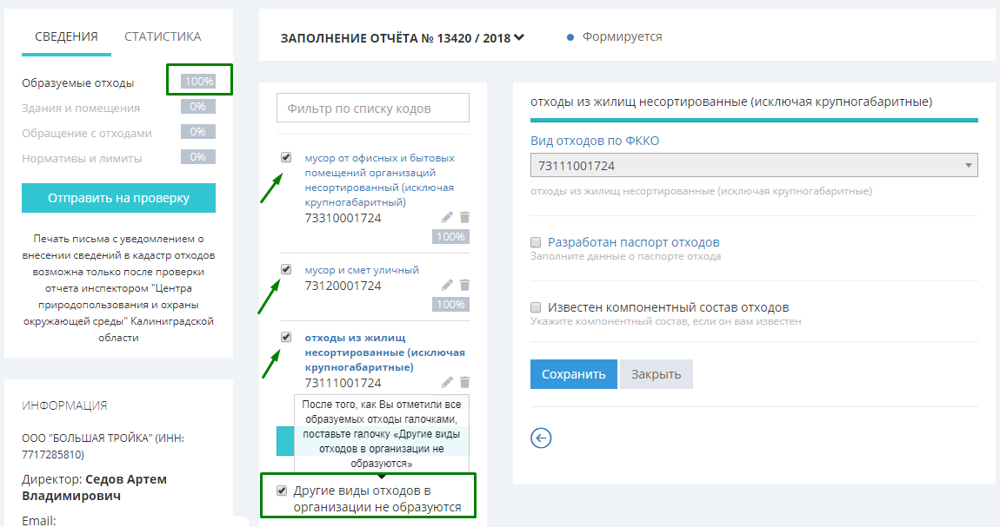 СВЕДЕНИЯ СТАТИСТИКА
Образуемые отходы 100%
Здания и помещения 0%
Обращение с отходами 0%
Нормативы и лимиты 0%
Отправить на проверку
Печать письма с уведомлением о
внесении сведений в кадастр отходов
возможна только после проверки
отчета инспектором "Центра
природопользования и охраны
окружающей среды" Калиниградской
области
ИНФОРМАЦИЯ
ООО "БОЛЬШАЯ ТРОЙКА" (ИНН:
7717285810)
Директор: Седов Артем
Владимирович
Email:
ЗАПОЛНЕНИЕ ОТЧЁТА № 13420 / 2018
Формируется
Фильтр по списку кодов
мусор от офисных и бытовых
помещений организаций
несортированный (исключая
крупногабаритный)
73310001724
100%
мусор и смет уличный
73120001724
100%
отходы из жилищ
несортированные (исключая
крупногабаритные)
73111001724
После того, как Вы отметили все
образуемых отходы галочками,
поставьте галочку «Другие виды
отходов в организации не
образуются»
Другие виды отходов в
организации не образуются
отходы из жилищ несортированные (исключая крупногабаритные)
Вид отходов по ФККО
73111001724
отходы из жилищ несортированные (исключая крупногабаритные)
Разработан паспорт отходов
Заполните данные о паспорте отхода
Известен компонентный состав отходов
Укажите компонентный состав, если он вам известен
Сохранить Закрыть